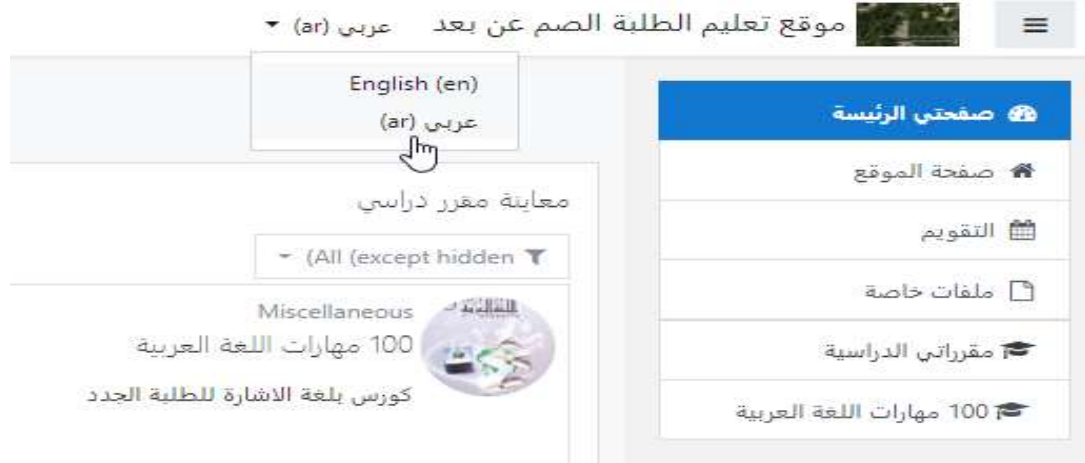 موقع تعليم الطلبة الصم عن بعد
عربي (ar)
English (en)
عربي (ar)
صفحتي الرئيسة
صفحة الموقع
التقويم
ملفات خاصة
مقرراتي الدراسية
100 مهارات اللغة العربية
معاينة مقرر دراسي
(All (except hidden
Miscellaneous
100 مهارات اللغة العربية
كورس بلغة الاشارة للطلبة الجدد